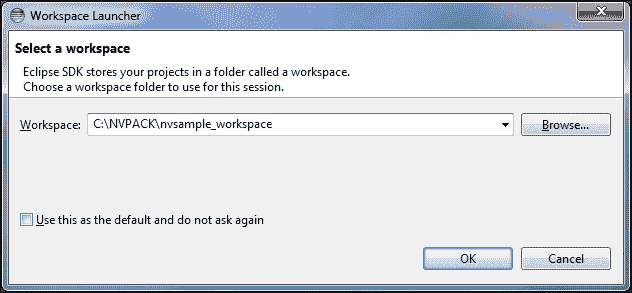 Workspace Launcher
Select a workspace
Eclipse SDK stores your projects in a folder called a workspace.
Choose a workspace folder to use for this session.
Workspace: C:\NVPACK\nvsample_workspace Browse...
Use this as the default and do not ask again
OK Cancel